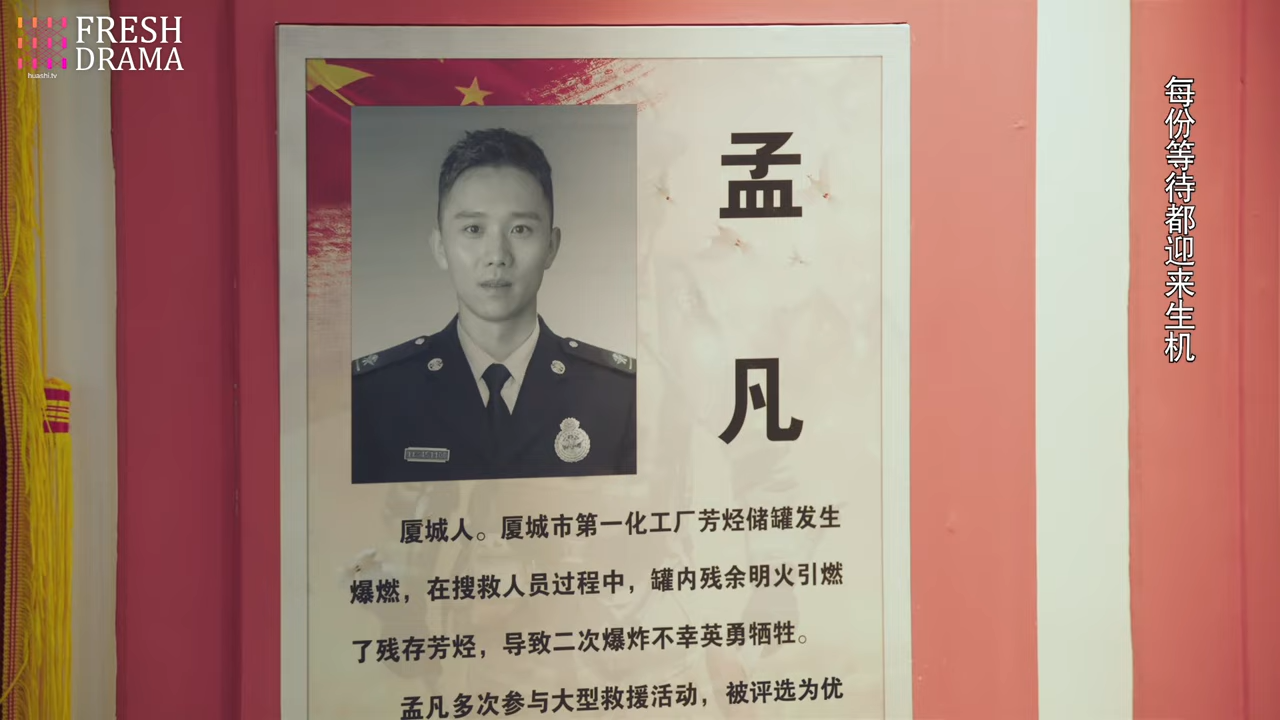 FRESH
DRAMA
huashi.tv
每份等待都迎来生机
孟
凡
厦城人。厦城市第一化工厂芳烃储罐发生
爆燃，在搜救人员过程中，罐内残余明火引燃
了残存芳烃，导致二次爆炸不幸英勇牺牲。
孟凡多次参与大型救援活动，被评选为优